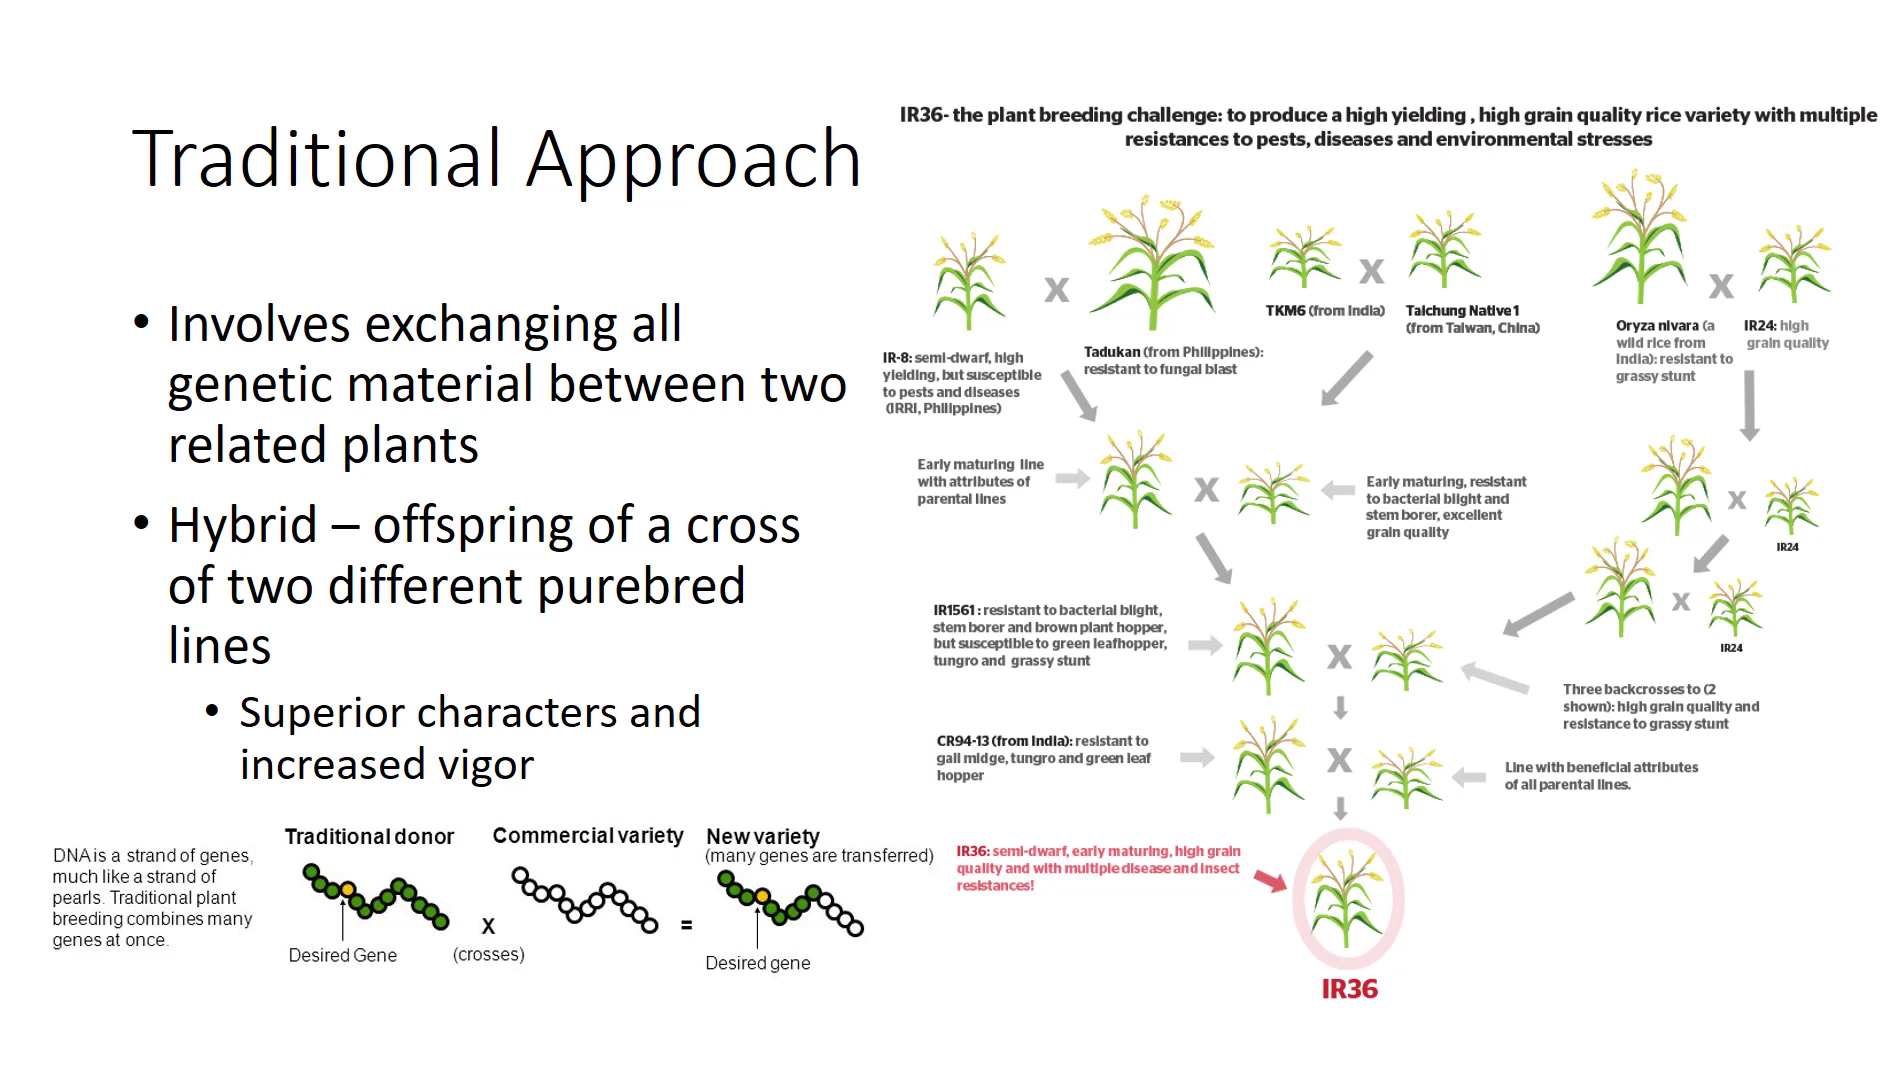 Traditional Approach
• Involves exchanging all
genetic material between two
related plants
• Hybrid – offspring of a cross
of two different purebred
lines
• Superior characters and
increased vigor
DNA is a strand of genes,
much like a strand of
pearls. Traditional plant
breeding combines many
genes at once.
Traditional donor
Desired Gene
X
(crosses)
Commercial variety
=
New variety
(many genes are transferred)
Desired gene
IR36- the plant breeding challenge: to produce a high yielding , high grain quality rice variety with multiple
resistances to pests, diseases and environmental stresses
X
X
X
IR-8: semi-dwarf, high
yielding, but susceptible
to pests and diseases
(IRRI, Philippines)
Tadukan (from Philippines):
resistant to fungal blast
TKM6 (from India)
Taichung Native 1
(from Taiwan, China)
Oryza nivara (a
wild rice from
India): resistant to
grassy stunt
IR24: high
grain quality
Early maturing line
with attributes of
parental lines
X
Early maturing, resistant
to bacterial blight and
stem borer, excellent
grain quality
X
IR24
X
IR24
IR1561 : resistant to bacterial blight,
stem borer and brown plant hopper,
but susceptible to green leafhopper,
tungro and grassy stunt
X
Three backcrosses to (2
shown): high grain quality and
resistance to grassy stunt
CR94-13 (from India): resistant to
gall midge, tungro and green leaf
hopper
X
Line with beneficial attributes
of all parental lines.
IR36: semi-dwarf, early maturing, high grain
quality and with multiple disease and insect
resistances!
IR36